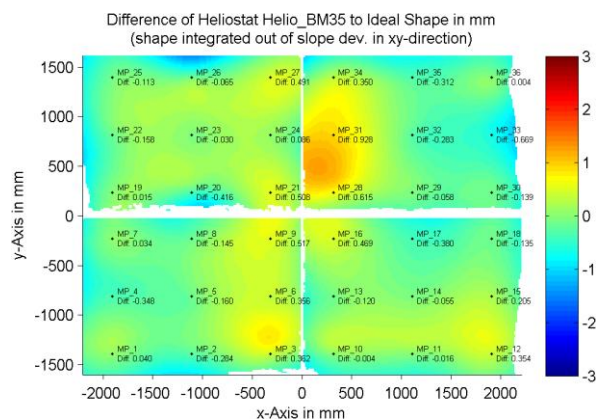 Difference of Heliostat Helio_BM35 to Ideal Shape in mm
(shape integrated out of slope dev. in xy-direction)
1500
1000
500
0
-500
-1000
-1500
y-Axis in mm
MP_25
Diff. -0.113
MP_26
Diff. -0.065
MP_27
Diff. 0.491
MP_34
Diff. 0.350
MP_35
Diff. -0.312
MP_36
Diff. 0.004
MP_22
Diff. -0.158
MP_23
Diff. -0.030
MP_24
Diff. 0.086
MP_31
Diff. 0.928
MP_32
Diff. -0.283
MP_33
Diff. -0.669
MP_19
Diff. 0.015
MP_20
Diff. -0.416
MP_21
Diff. 0.508
MP_28
Diff. 0.615
MP_29
Diff. -0.058
MP_30
Diff. -0.139
MP_7
Diff. 0.034
MP_8
Diff. -0.145
MP_9
Diff. 0.517
MP_16
Diff. 0.469
MP_17
Diff. -0.380
MP_18
Diff. -0.135
MP_4
Diff. -0.348
MP_5
Diff. -0.160
MP_6
Diff. 0.356
MP_13
Diff. -0.120
MP_14
Diff. -0.055
MP_15
Diff. 0.205
MP_1
Diff. 0.040
MP_2
Diff. -0.284
MP_3
Diff. 0.362
MP_10
Diff. -0.004
MP_11
Diff. -0.016
MP_12
Diff. 0.354
-2000 -1500 -1000 -500 0 500 1000 1500 2000
x-Axis in mm
3
2
1
0
-1
-2
-3